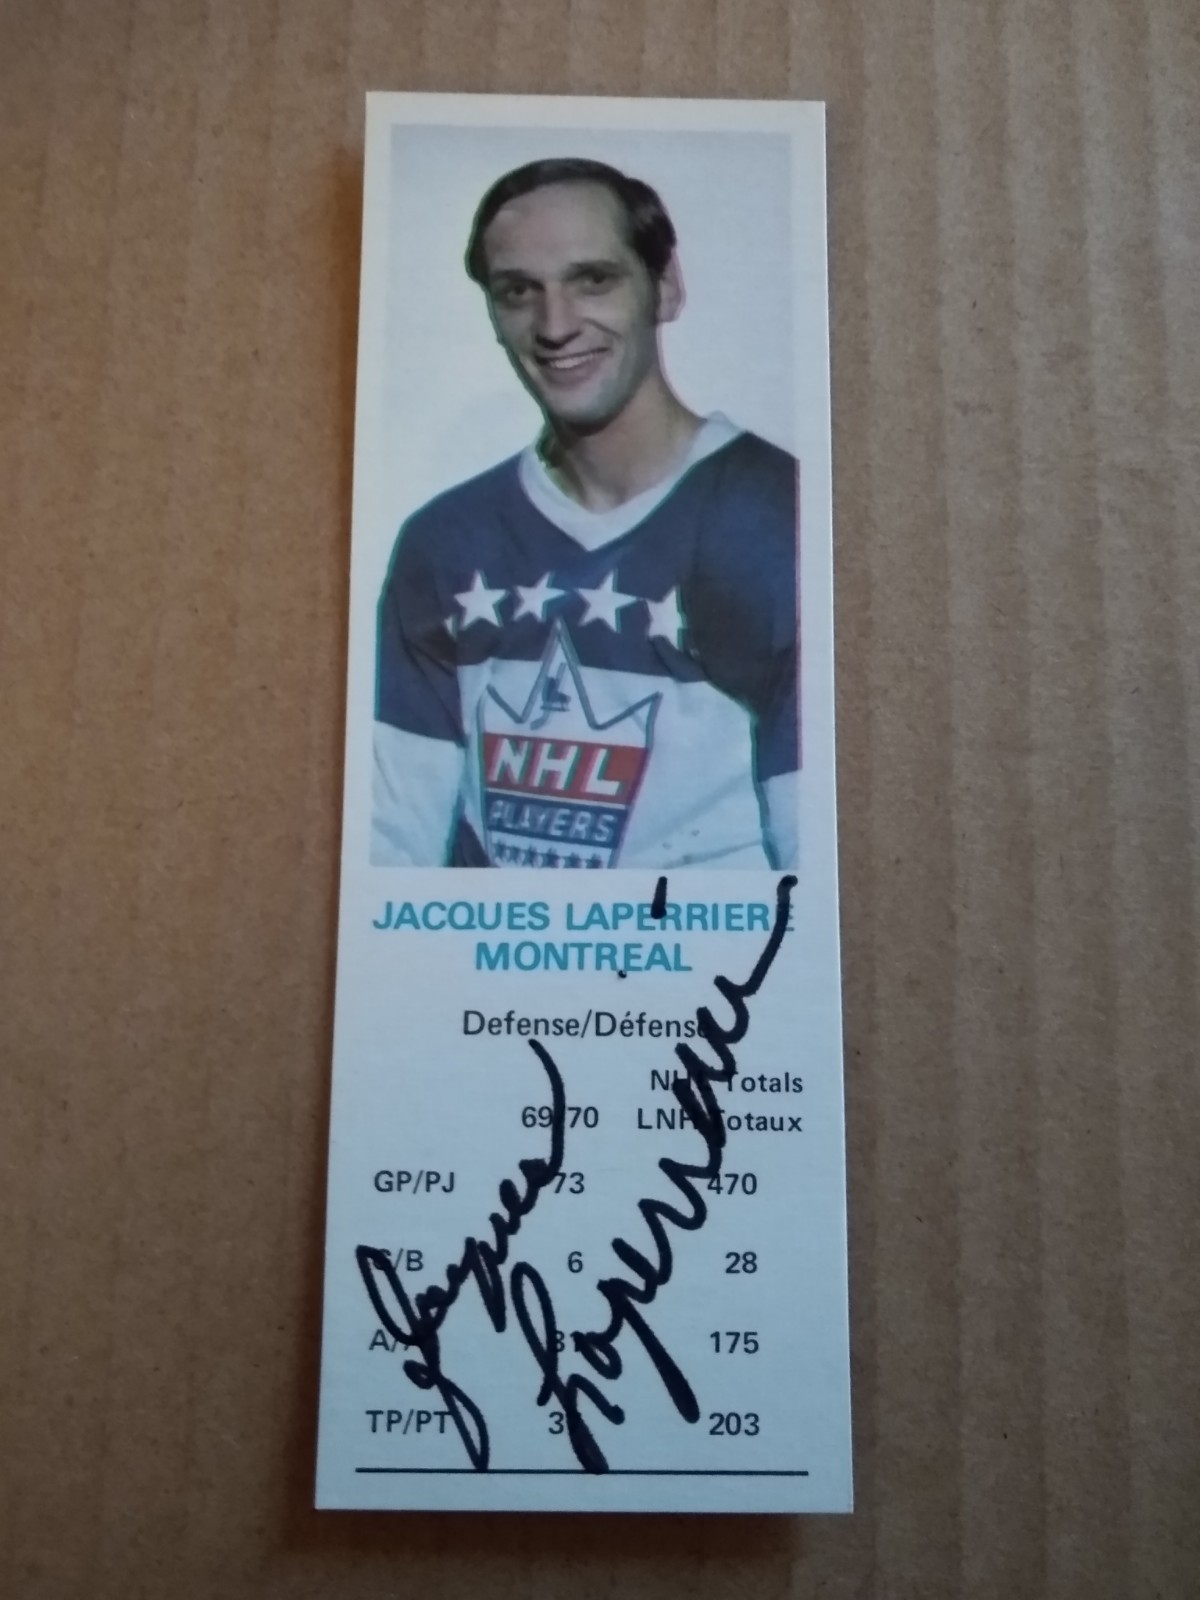 NHL
PLAYERS
JACQUES LAPERRIERE
MONTREAL
Defense/Défense
NHL Totals
69/70 LNH Totaux
GP/PJ 73 470
G/B 6 28
A/A 175
TP/PT 203
Jacques
Laperrière